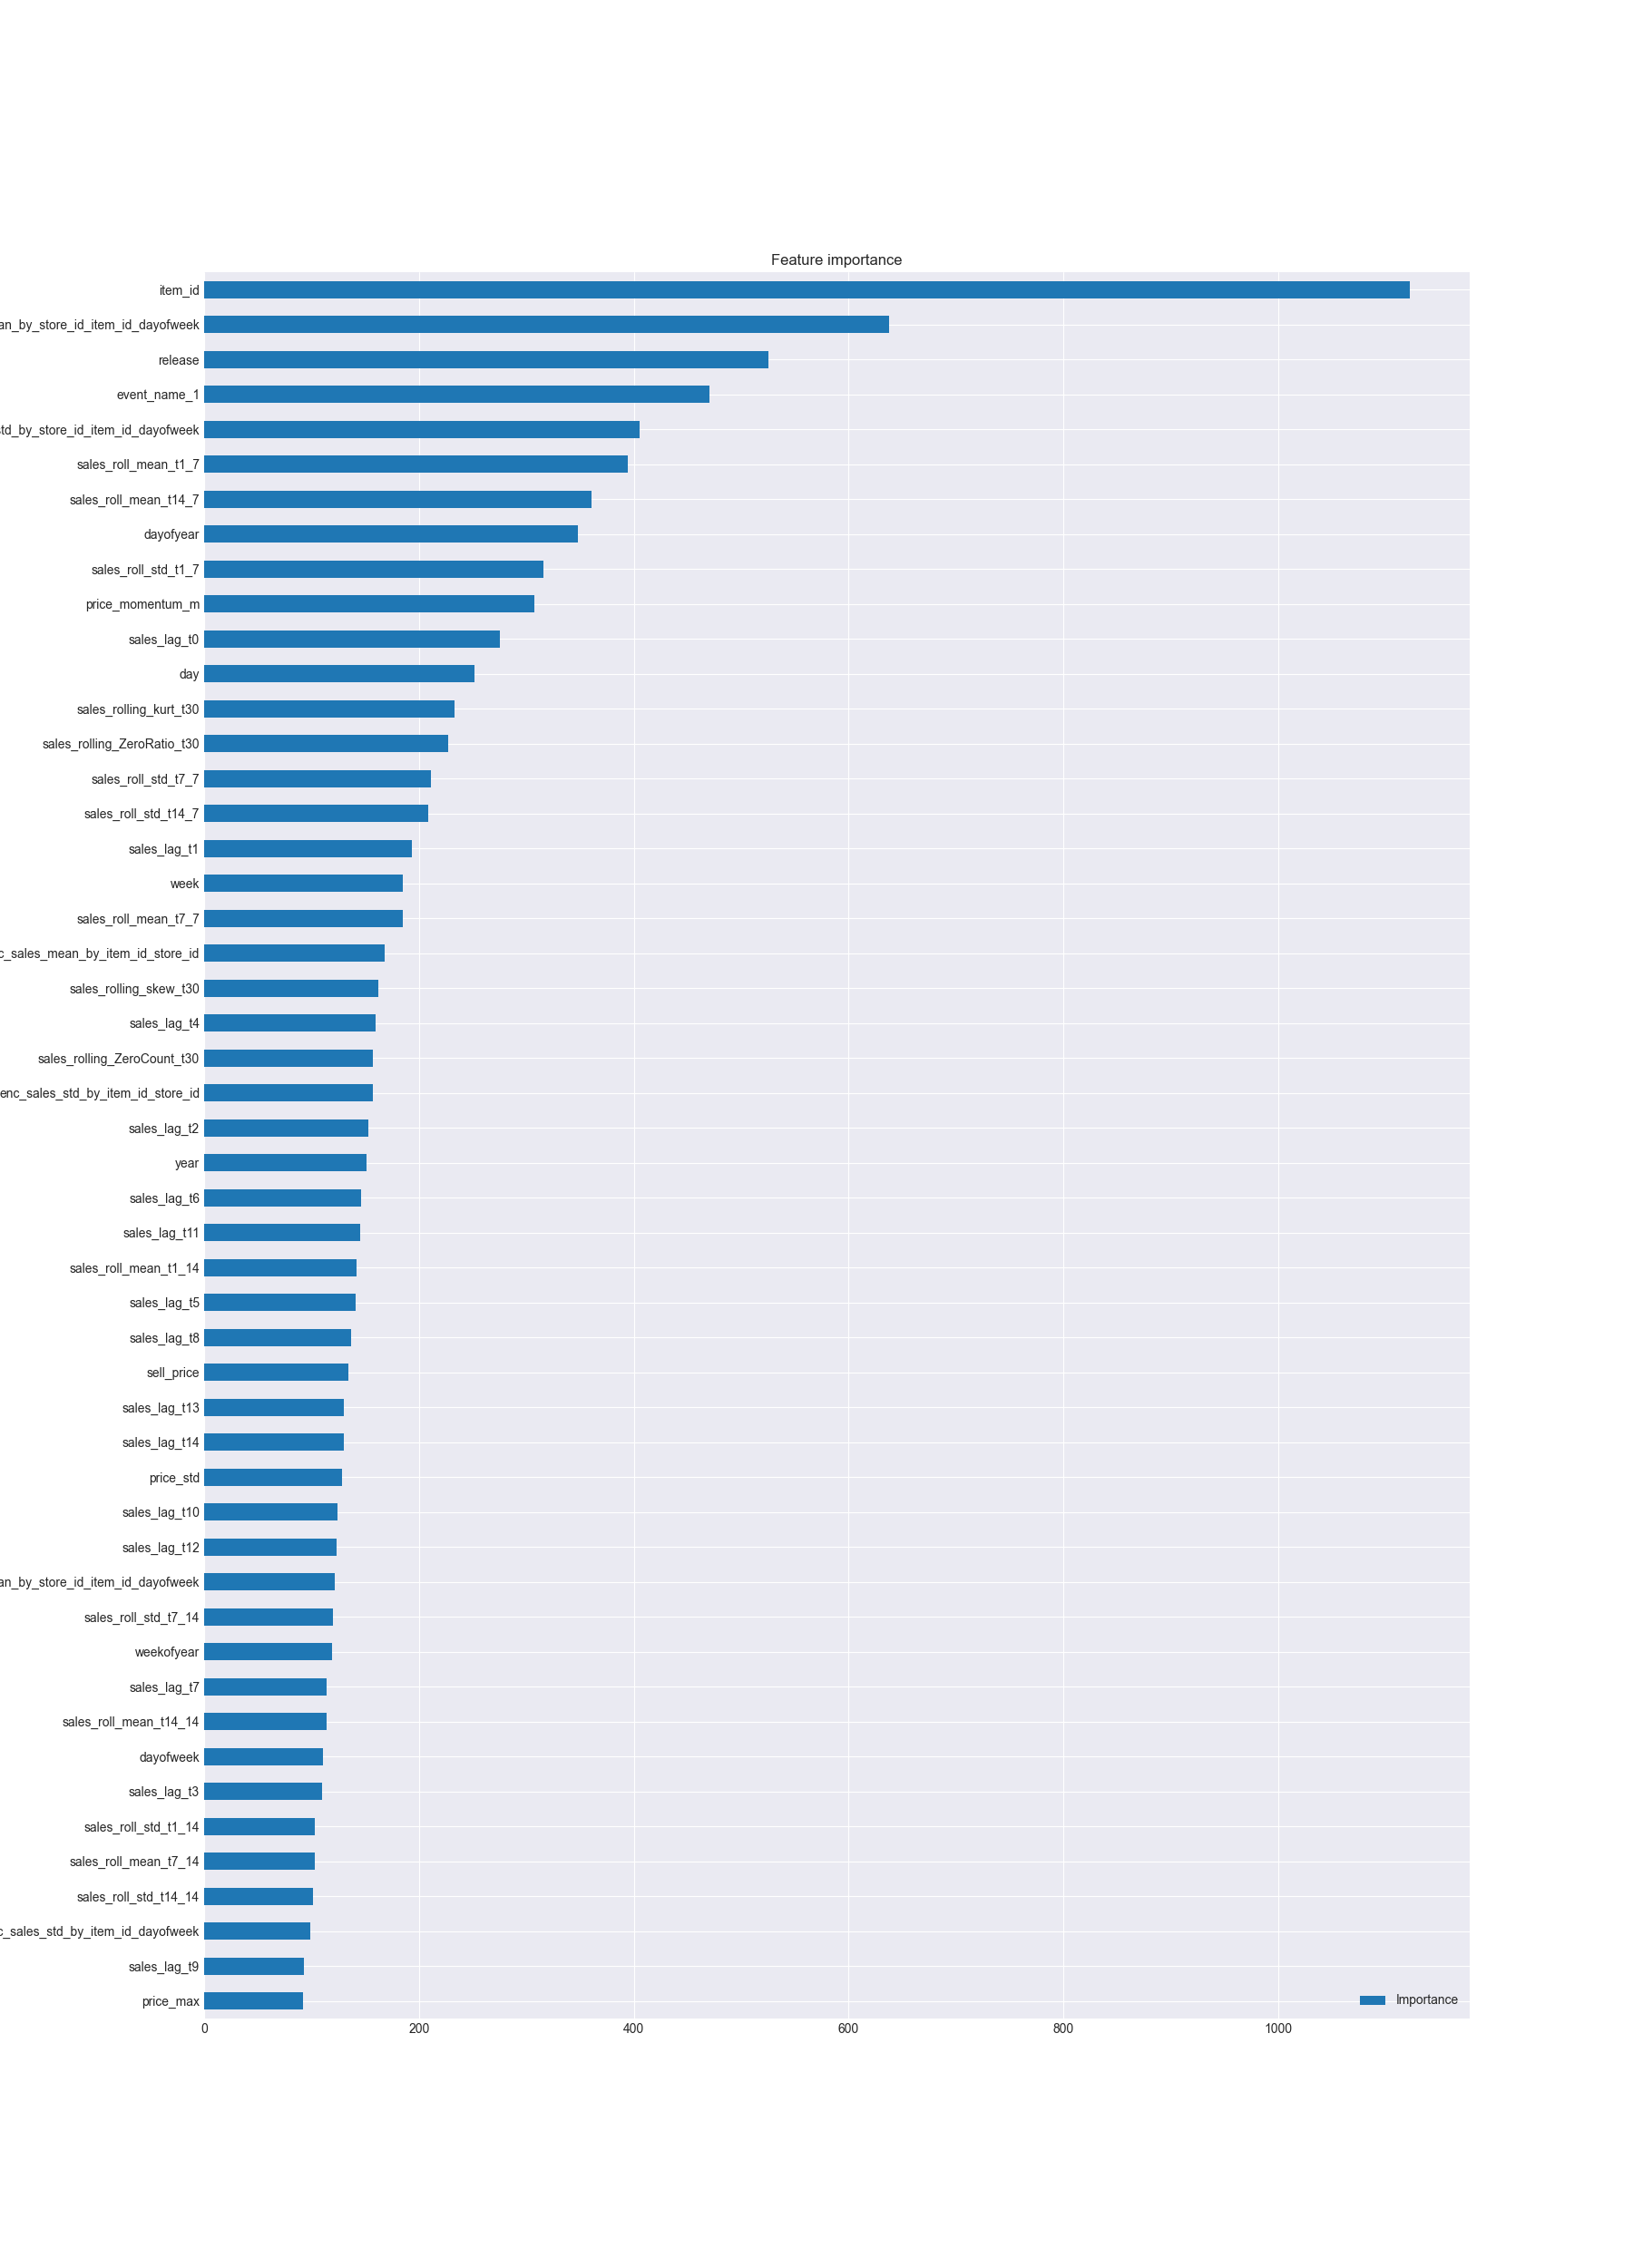 Feature importance
item_id
an_by_store_id_item_id_dayofweek
release
event_name_1
std_by_store_id_item_id_dayofweek
sales_roll_mean_t1_7
sales_roll_mean_t14_7
dayofyear
sales_roll_std_t1_7
price_momentum_m
sales_lag_t0
day
sales_rolling_kurt_t30
sales_rolling_ZeroRatio_t30
sales_roll_std_t7_7
sales_roll_std_t14_7
sales_lag_t1
week
sales_roll_mean_t7_7
c_sales_mean_by_item_id_store_id
sales_rolling_skew_t30
sales_lag_t4
sales_rolling_ZeroCount_t30
enc_sales_std_by_item_id_store_id
sales_lag_t2
year
sales_lag_t6
sales_lag_t11
sales_roll_mean_t1_14
sales_lag_t5
sales_lag_t8
sell_price
sales_lag_t13
sales_lag_t14
price_std
sales_lag_t10
sales_lag_t12
an_by_store_id_item_id_dayofweek
sales_roll_std_t7_14
weekofyear
sales_lag_t7
sales_roll_mean_t14_14
dayofweek
sales_lag_t3
sales_roll_std_t1_14
sales_roll_mean_t7_14
sales_roll_std_t14_14
c_sales_std_by_item_id_dayofweek
sales_lag_t9
price_max
Importance
0 200 400 600 800 1000